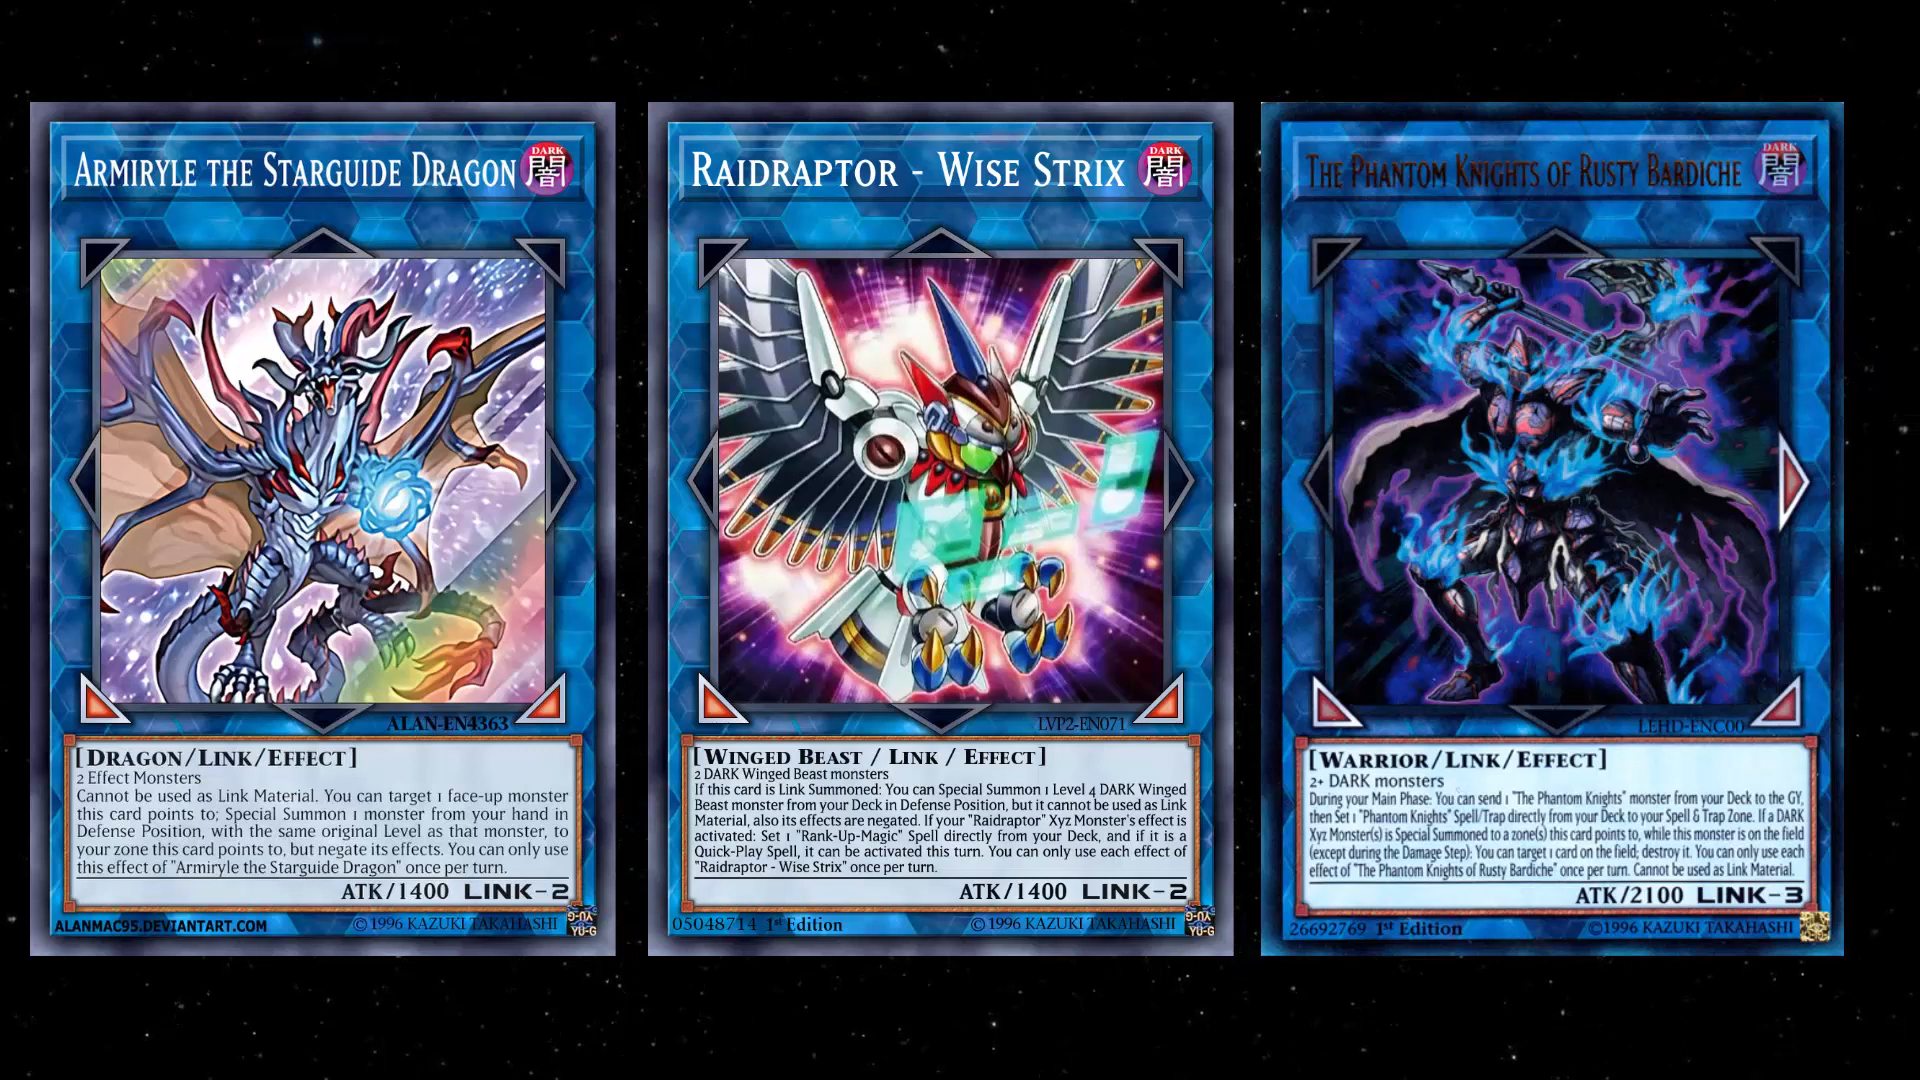 ARMIRYLE THE STARGUIDE DRAGON
DARK
闇
ALAN-EN4363
[DRAGON/LINK/EFFECT]
2 Effect Monsters
Cannot be used as Link Material. You can target 1 face-up monster
this card points to; Special Summon 1 monster from your hand in
Defense Position, with the same original Level as that monster, to
your zone this card points to, but negate its effects. You can only use
this effect of "Armiryle the Starguide Dragon" once per turn.
ATK/1400 LINK-2
ALANMAC95.DEVIANTART.COM
©1996 KAZUKI TAKAHASHI
YU-G
RAIDRAPTOR - WISE STRIX
DARK
闇
LVP2-EN071
[WINGED BEAST / LINK / EFFECT]
2 DARK Winged Beast monsters
If this card is Link Summoned: You can Special Summon 1 Level 4 DARK Winged
Beast monster from your Deck in Defense Position, but it cannot be used as Link
Material, also its effects are negated. If your "Raidraptor" Xyz Monster's effect is
activated: Set 1 "Rank-Up-Magic" Spell directly from your Deck, and if it is a
Quick-Play Spell, it can be activated this turn. You can only use each effect of
"Raidraptor - Wise Strix" once per turn.
ATK/1400 LINK-2
05048714 1st Edition
©1996 KAZUKI TAKAHASHI
YU-G
THE PHANTOM KNIGHTS OF RUSTY BARDICHE
DARK
闇
LEHD-ENC00
[WARRIOR/LINK/EFFECT]
2+ DARK monsters
During your Main Phase: You can send 1 "The Phantom Knights" monster from your Deck to the GY,
then Set 1 "Phantom Knights" Spell/Trap directly from your Deck to your Spell & Trap Zone. If a DARK
Xyz Monster(s) is Special Summoned to a zone(s) this card points to, while this monster is on the field
(except during the Damage Step): You can target 1 card on the field; destroy it. You can only use each
effect of "The Phantom Knights of Rusty Bardiche" once per turn. Cannot be used as Link Material.
ATK/2100 LINK-3
26692769 1st Edition
©1996 KAZUKI TAKAHASHI